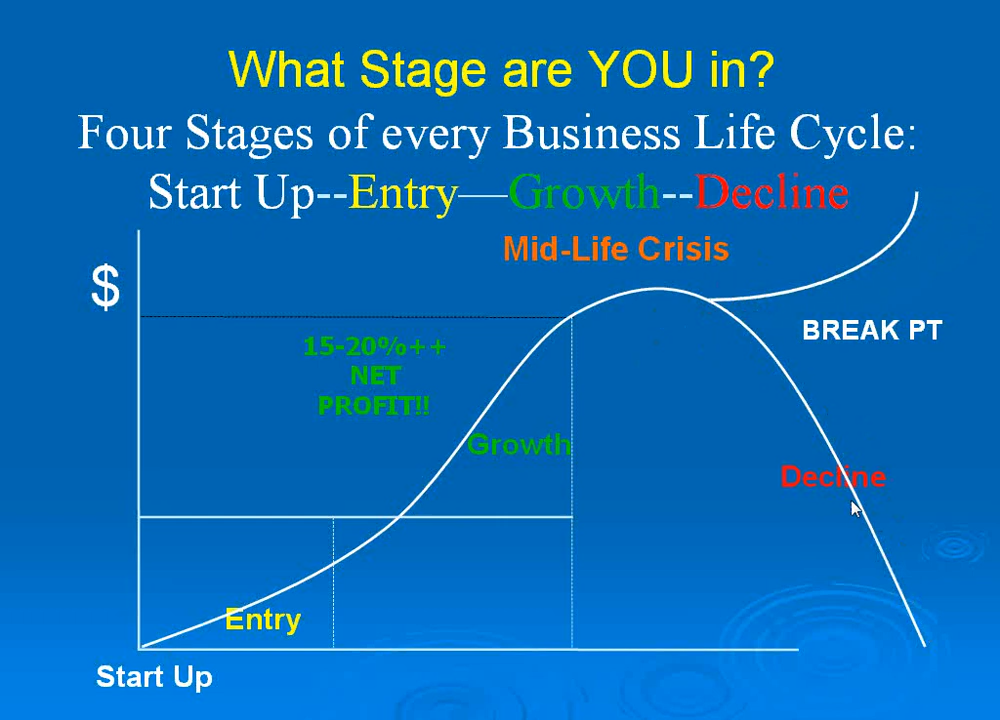 What Stage are YOU in?
Four Stages of every Business Life Cycle:
Start Up--Entry—Growth--Decline
Mid-Life Crisis
$
BREAK PT
15-20%++
NET
PROFIT!!
Growth
Decline
Entry
Start Up